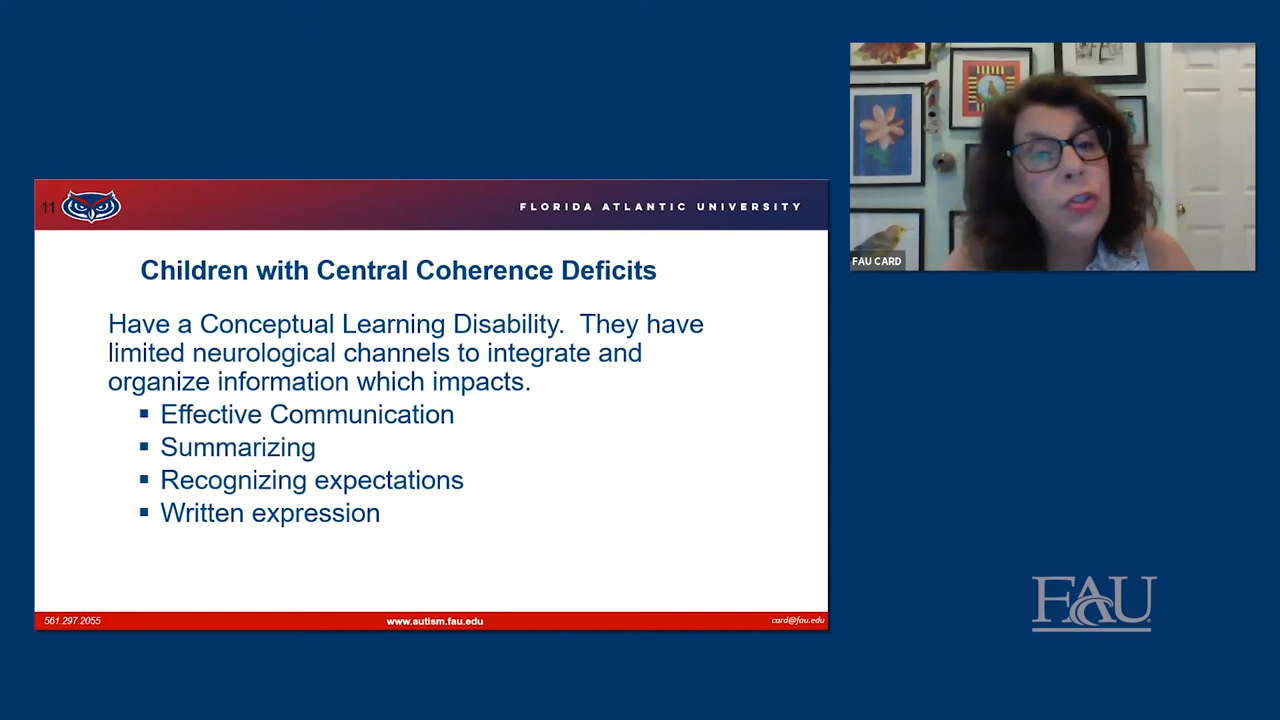 11
FLORIDA ATLANTIC UNIVERSITY
Children with Central Coherence Deficits
Have a Conceptual Learning Disability. They have
limited neurological channels to integrate and
organize information which impacts.
▪ Effective Communication
▪ Summarizing
▪ Recognizing expectations
▪ Written expression
561.297.2055
www.autism.fau.edu
card@fau.edu
FAU CARD
FAU